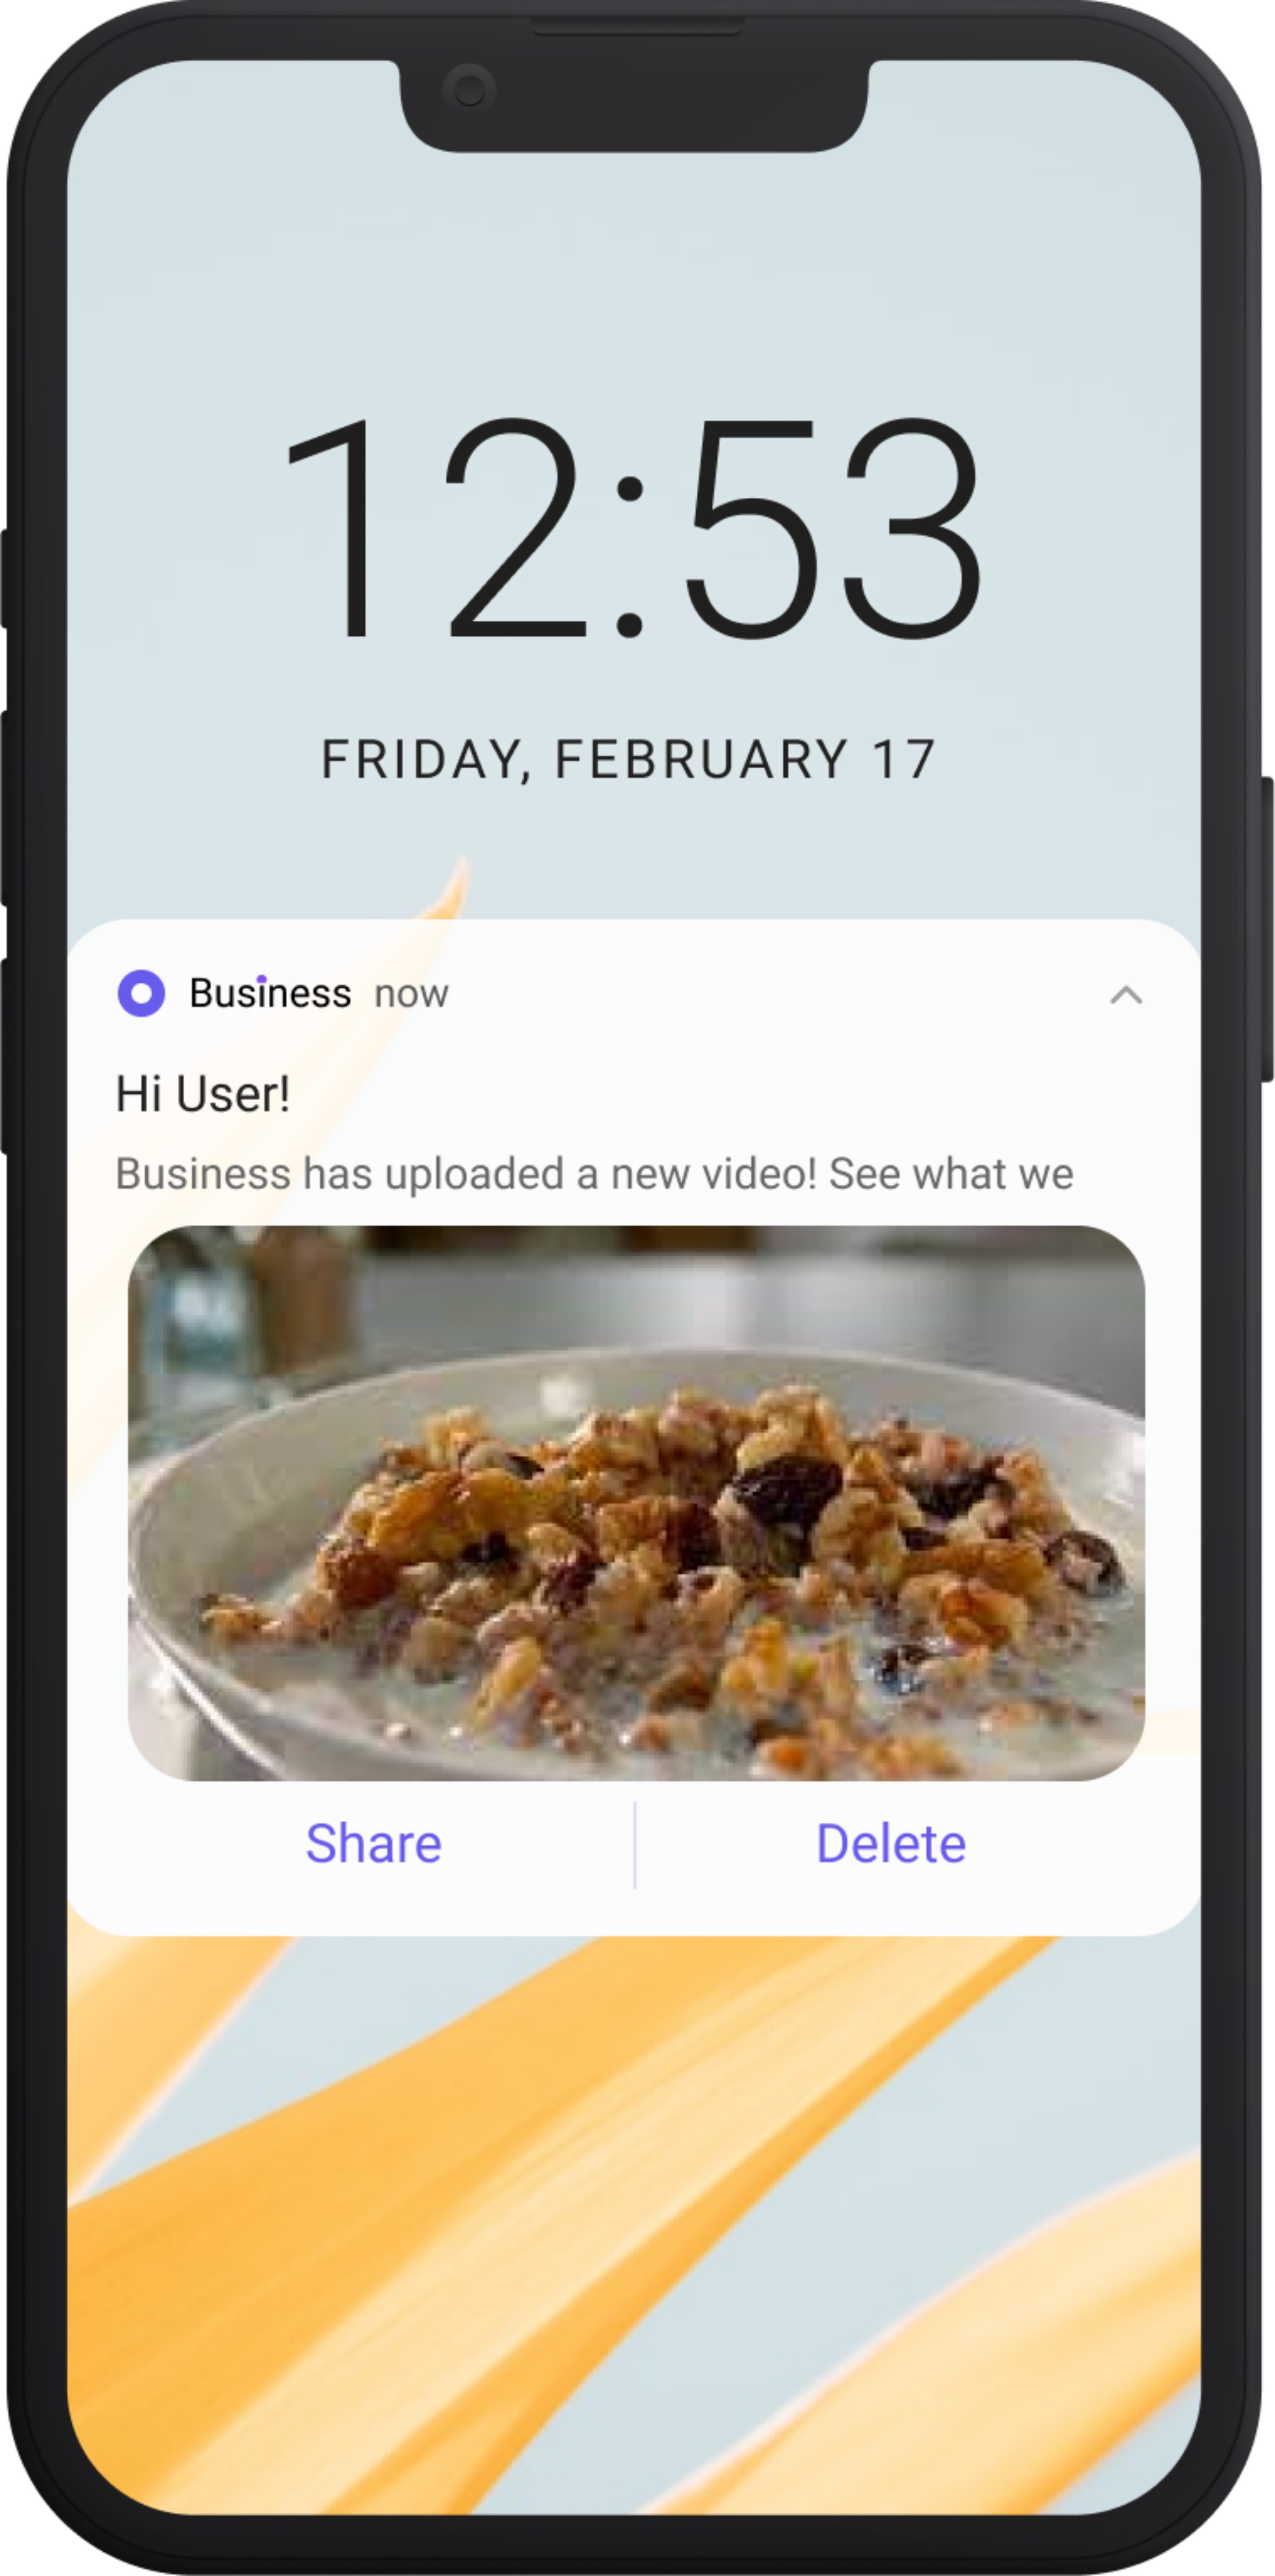 12:53
FRIDAY, FEBRUARY 17
Business now
Hi User!
Business has uploaded a new video! See what we
Share
Delete